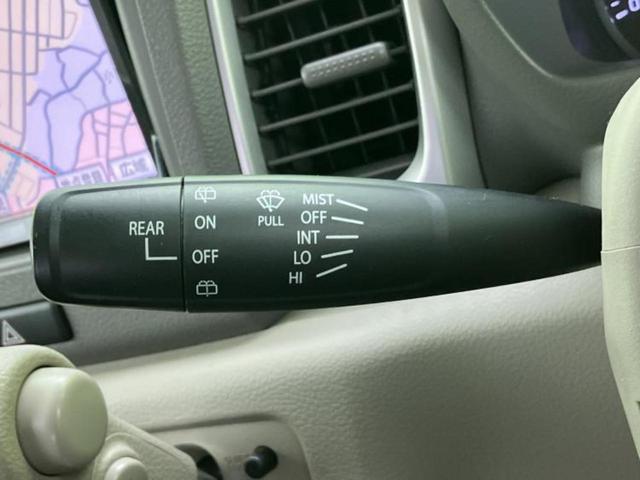 REAR
ON
OFF
PULL
MIST
OFF
INT
LO
HI